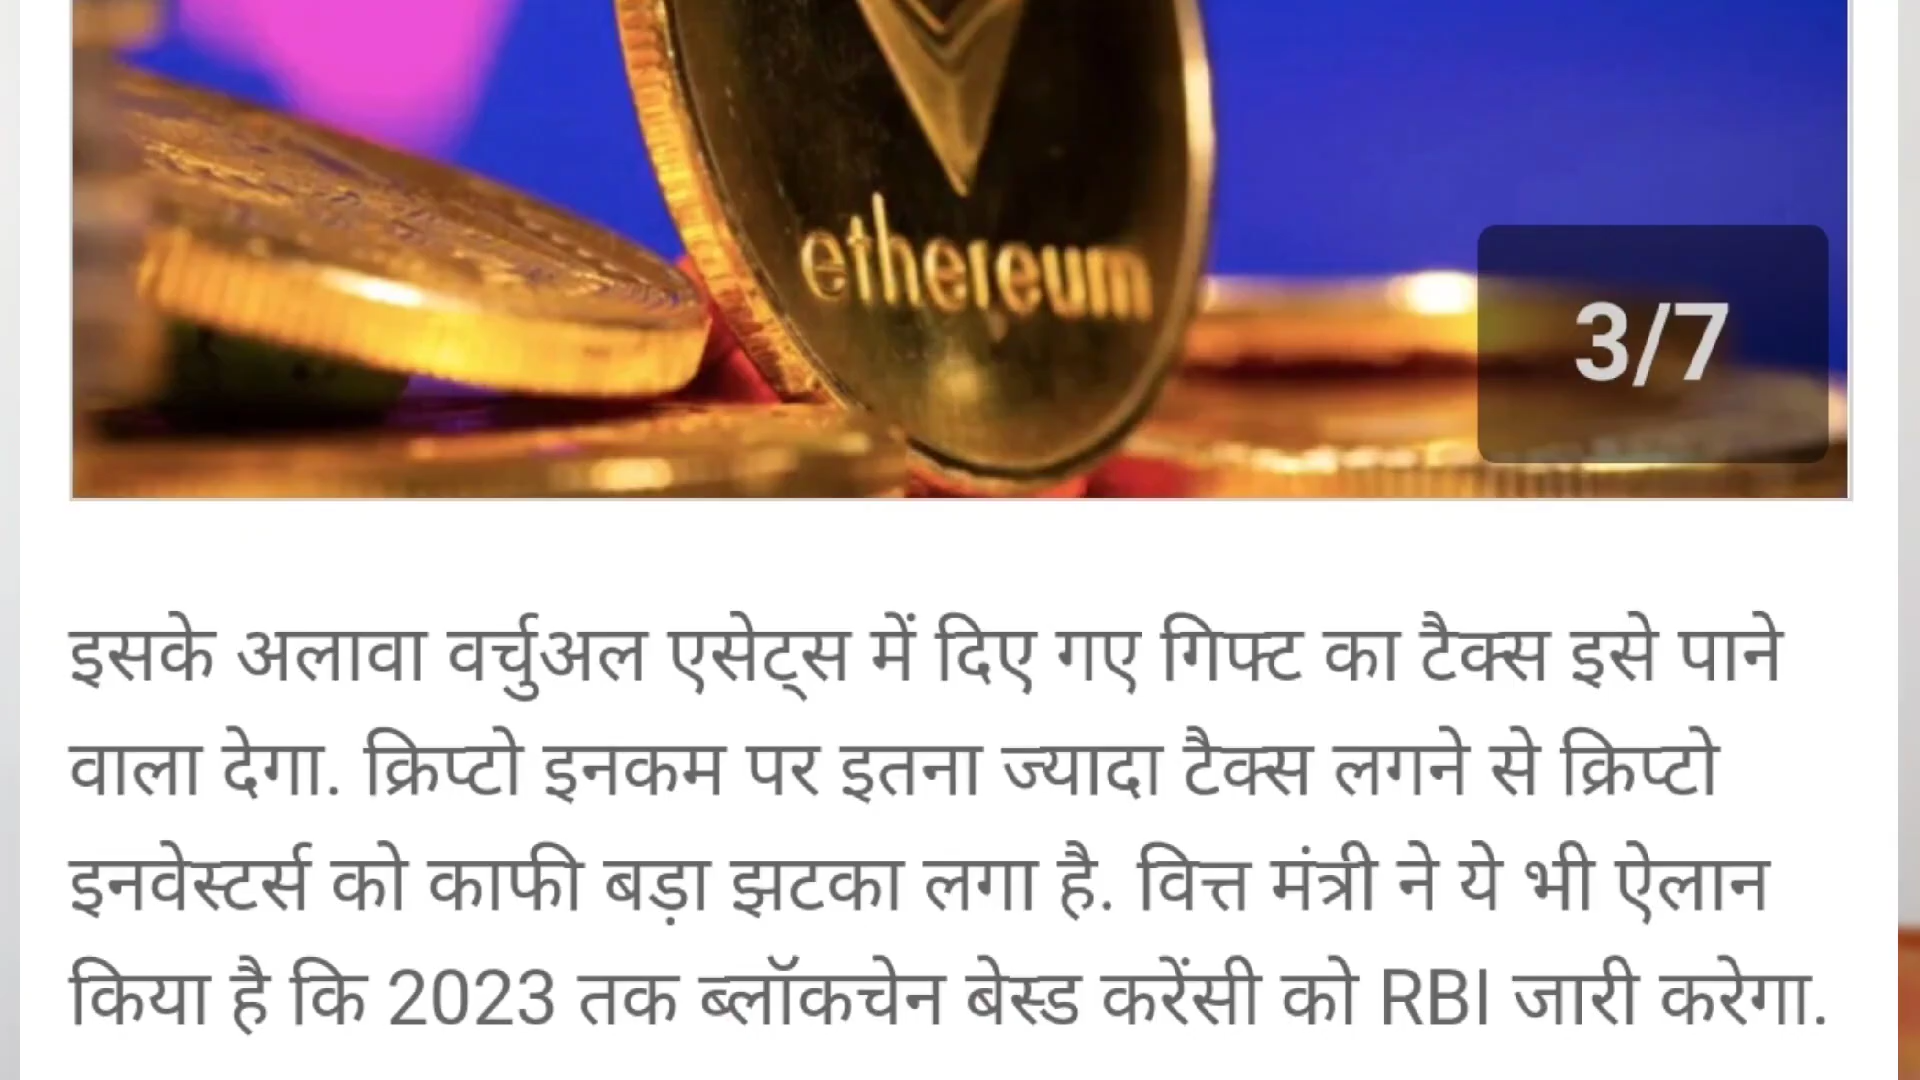 ethereum
3/7
इसके अलावा वर्चुअल एसेट्स में दिए गए गिफ्ट का टैक्स इसे पाने
वाला देगा. क्रिप्टो इनकम पर इतना ज्यादा टैक्स लगने से क्रिप्टो
इनवेस्टर्स को काफी बड़ा झटका लगा है. वित्त मंत्री ने ये भी ऐलान
किया है कि 2023 तक ब्लॉकचेन बेस्ड करेंसी को RBI जारी करेगा.